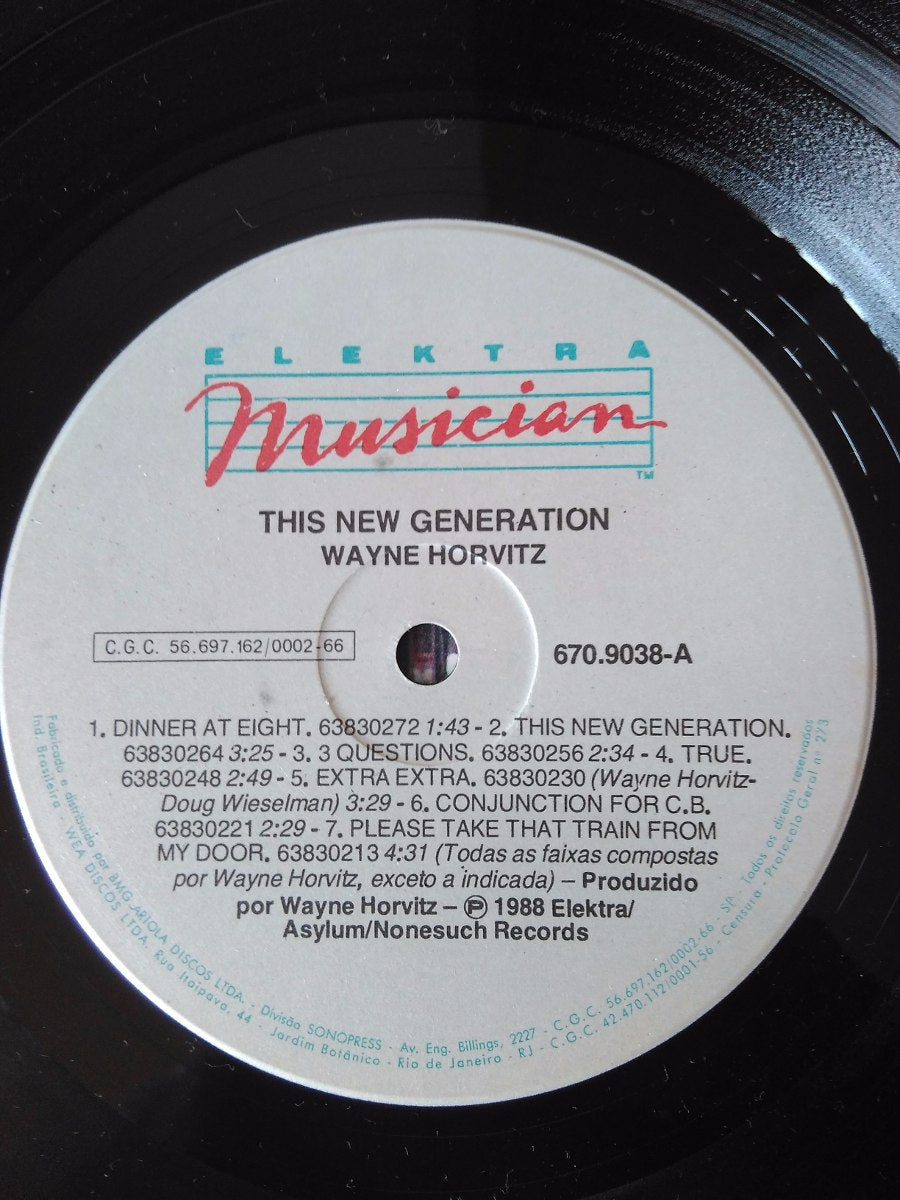 ELEKTRA
Musician
TM
THIS NEW GENERATION
WAYNE HORVITZ
C.G.C. 56.697.162/0002-66
670.9038-A
1. DINNER AT EIGHT. 63830272 1:43 - 2. THIS NEW GENERATION.
63830264 3:25 - 3. 3 QUESTIONS. 63830256 2:34 - 4. TRUE.
63830248 2:49 - 5. EXTRA EXTRA. 63830230 (Wayne Horvitz-
Doug Wieselman) 3:29 - 6. CONJUNCTION FOR C.B.
63830221 2:29 - 7. PLEASE TAKE THAT TRAIN FROM
MY DOOR. 63830213 4:31 (Todas as faixas compostas
por Wayne Horvitz, exceto a indicada) – Produzido
por Wayne Horvitz – Ⓟ 1988 Elektra/
Asylum/Nonesuch Records
Fabricado e distribuido por BMG-ARIOLA DISCOS LTDA. - Divisão SONOPRESS - Av. Eng. Billings, 2227 - C.G.C. 56.697.162/0002-66 - SP - Todos os direitos reservados
Ind. Brasileira - WEA DISCOS LTDA. Rua Itaipava, 44 - Jardim Botânico - Rio de Janeiro - RJ - C.G.C. 42.470.112/0001-56 - Censura - Protocolo Geral nº 273